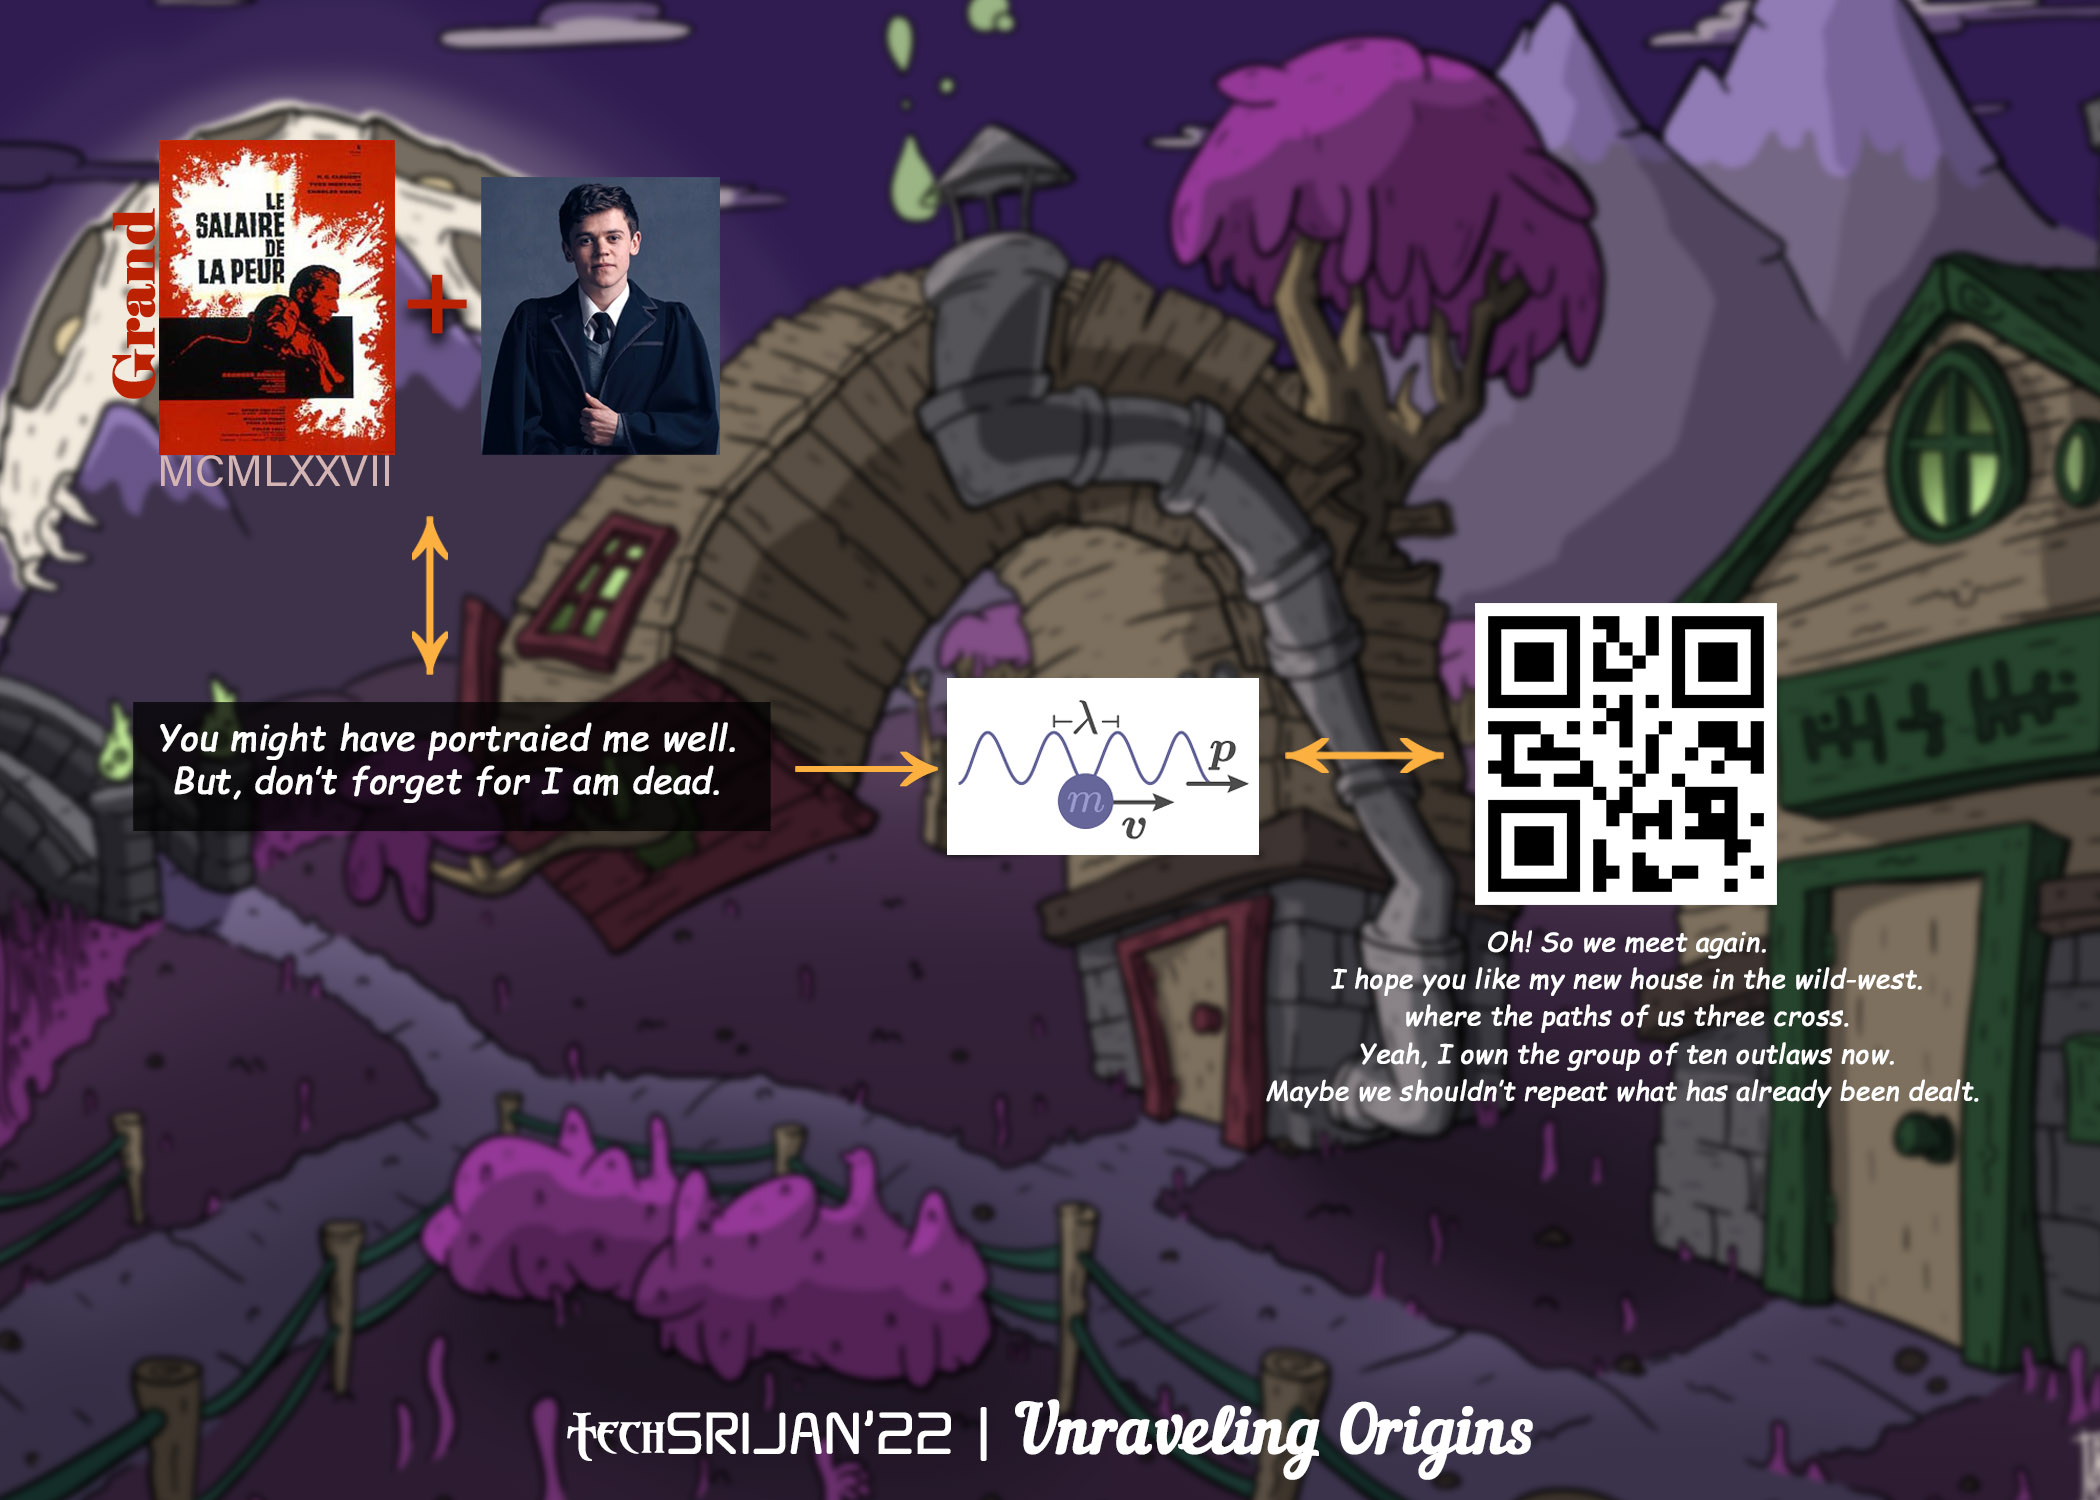 Grand
LE
SALAIRE
DE
LA PEUR
MCMLXXVII
You might have portraied me well.
But, don't forget for I am dead.
λ
p
m
v
Oh! So we meet again.
I hope you like my new house in the wild-west.
where the paths of us three cross.
Yeah, I own the group of ten outlaws now.
Maybe we shouldn't repeat what has already been dealt.
techSRIJAN'22 | Unraveling Origins